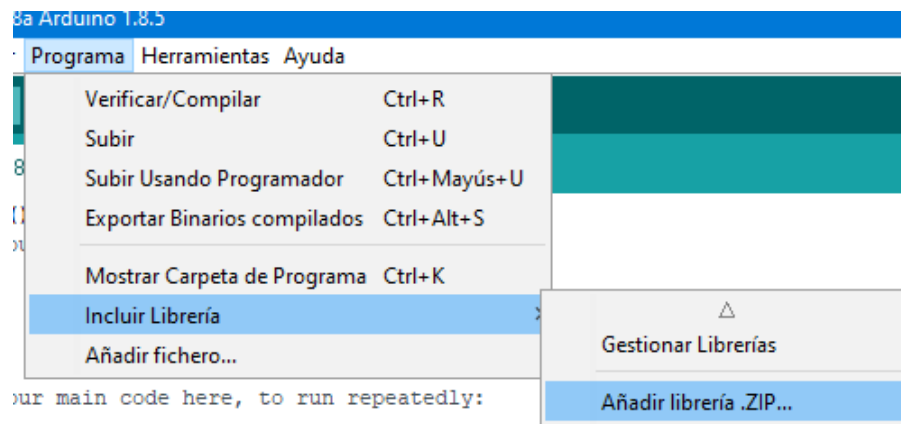 8a Arduino 1.8.5
Programa Herramientas Ayuda
Verificar/Compilar Ctrl+R
Subir Ctrl+U
8
Subir Usando Programador Ctrl+Mayús+U
Exportar Binarios compilados Ctrl+Alt+S
Mostrar Carpeta de Programa Ctrl+K
Incluir Librería
Gestionar Librerías
Añadir fichero...
our main code here, to run repeatedly:
Añadir librería .ZIP...